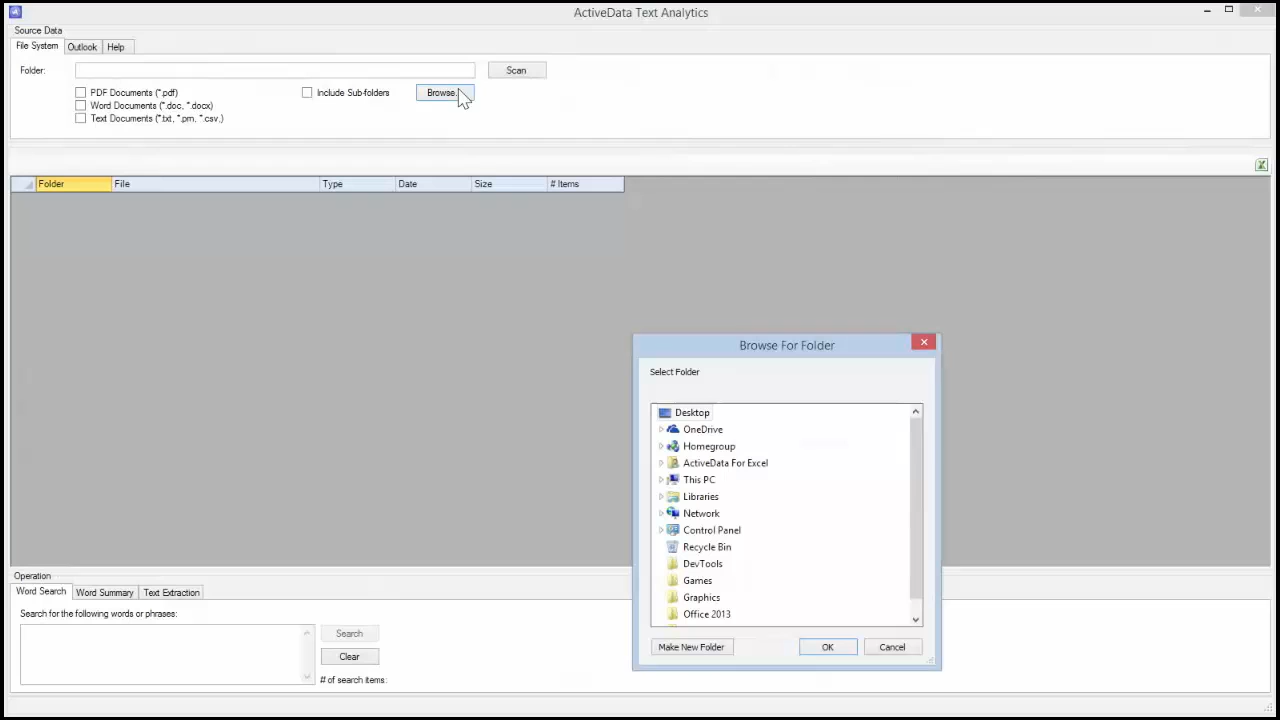 ActiveData Text Analytics
Source Data
File System Outlook Help
Folder: Scan
PDF Documents (*.pdf) Include Sub-folders Browse..
Word Documents (*.doc, *.docx)
Text Documents (*.txt, *.prn, *.csv,)
Folder File Type Date Size # Items
Browse For Folder
Select Folder
Desktop
OneDrive
Homegroup
ActiveData For Excel
This PC
Libraries
Network
Control Panel
Recycle Bin
DevTools
Games
Graphics
Office 2013
Make New Folder OK Cancel
Operation
Word Search Word Summary Text Extraction
Search for the following words or phrases:
Search
Clear
# of search items: